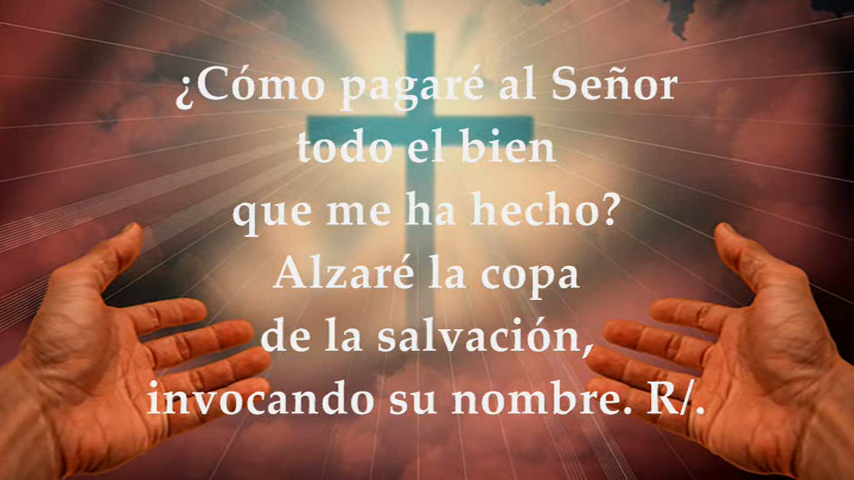 ¿Cómo pagaré al Señor
todo el bien
que me ha hecho?
Alzaré la copa
de la salvación,
invocando su nombre. R/.